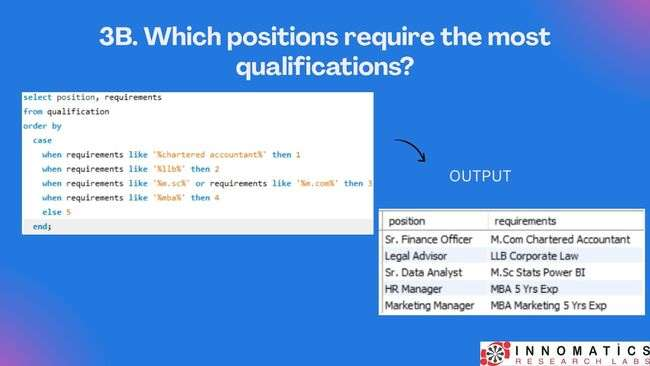 3B. Which positions require the most
qualifications?
select position, requirements
from qualification
order by
case
when requirements like '%chartered accountant%' then 1
when requirements like '%llb%' then 2
when requirements like '%m.sc%' or requirements like '%m.com%' then 3
when requirements like '%mba%' then 4
else 5
end;
OUTPUT
position requirements
Sr. Finance Officer M.Com Chartered Accountant
Legal Advisor LLB Corporate Law
Sr. Data Analyst M.Sc Stats Power BI
HR Manager MBA 5 Yrs Exp
Marketing Manager MBA Marketing 5 Yrs Exp
INNOMATICS
RESEARCH LABS